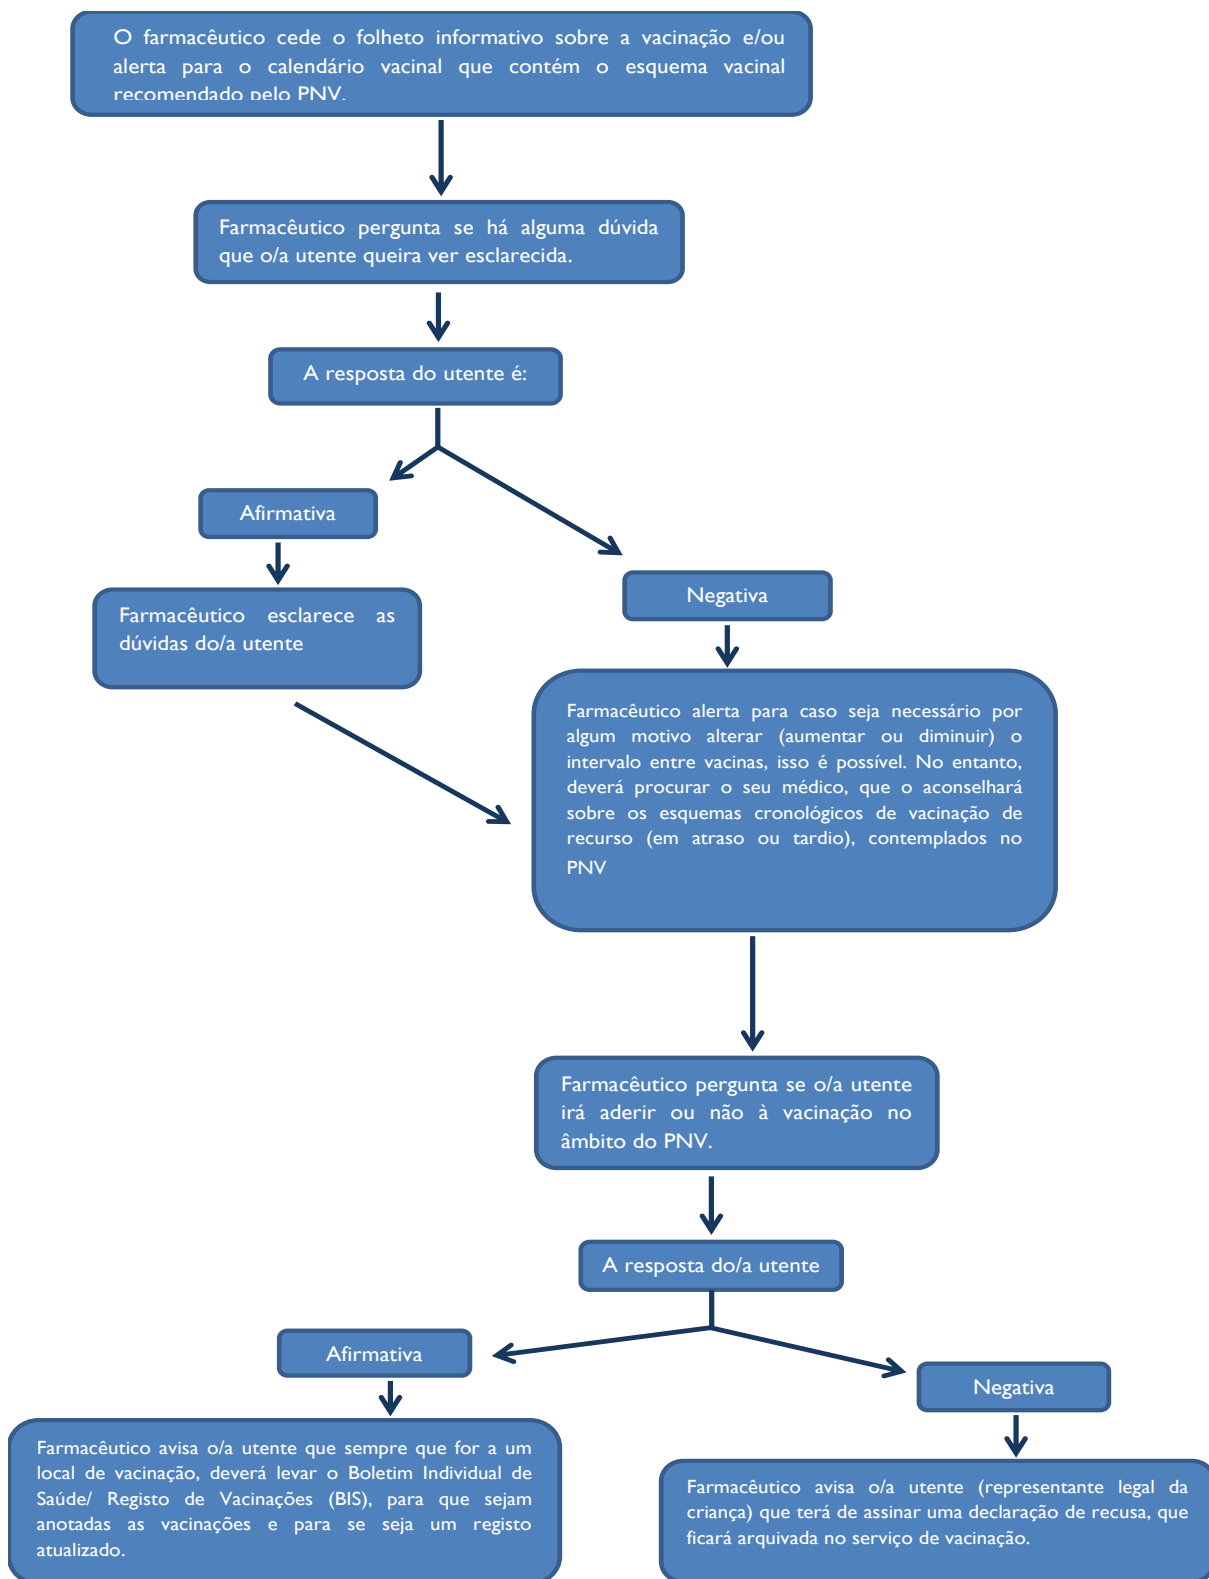 O farmacêutico cede o folheto informativo sobre a vacinação e/ou
alerta para o calendário vacinal que contém o esquema vacinal
recomendado pelo PNV.
Farmacêutico pergunta se há alguma dúvida
que o/a utente queira ver esclarecida.
A resposta do utente é:
Afirmativa
Negativa
Farmacêutico esclarece as
dúvidas do/a utente
Farmacêutico alerta para caso seja necessário por
algum motivo alterar (aumentar ou diminuir) o
intervalo entre vacinas, isso é possível. No entanto,
deverá procurar o seu médico, que o aconselhará
sobre os esquemas cronológicos de vacinação de
recurso (em atraso ou tardio), contemplados no
PNV
Farmacêutico pergunta se o/a utente
irá aderir ou não à vacinação no
âmbito do PNV.
A resposta do/a utente
Afirmativa
Negativa
Farmacêutico avisa o/a utente que sempre que for a um
local de vacinação, deverá levar o Boletim Individual de
Saúde/ Registo de Vacinações (BIS), para que sejam
anotadas as vacinações e para se seja um registo
atualizado.
Farmacêutico avisa o/a utente (representante legal da
criança) que terá de assinar uma declaração de recusa, que
ficará arquivada no serviço de vacinação.